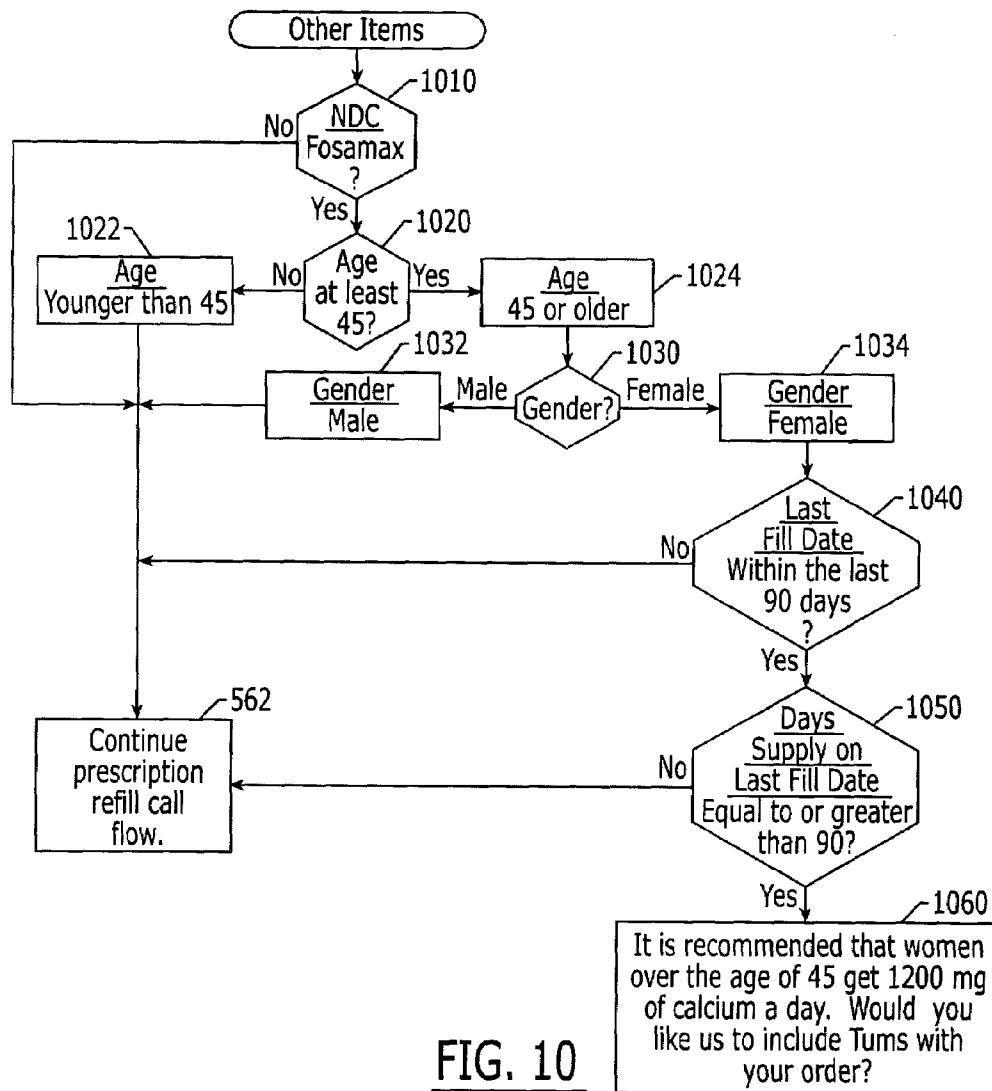 Other Items
1010
No
NDC
Fosamax
?
Yes
1020
1022
Age
Younger than 45
No
Age
at least
45?
Yes
Age
45 or older
1024
1032
Gender
Male
Male
1030
Gender?
Female
1034
Gender
Female
1040
Last
Fill Date
Within the last
90 days
?
No
Yes
562
Continue
prescription
refill call
flow.
1050
Days
Supply on
Last Fill Date
Equal to or greater
than 90?
No
Yes
1060
It is recommended that women
over the age of 45 get 1200 mg
of calcium a day. Would you
like us to include Tums with
your order?
FIG. 10